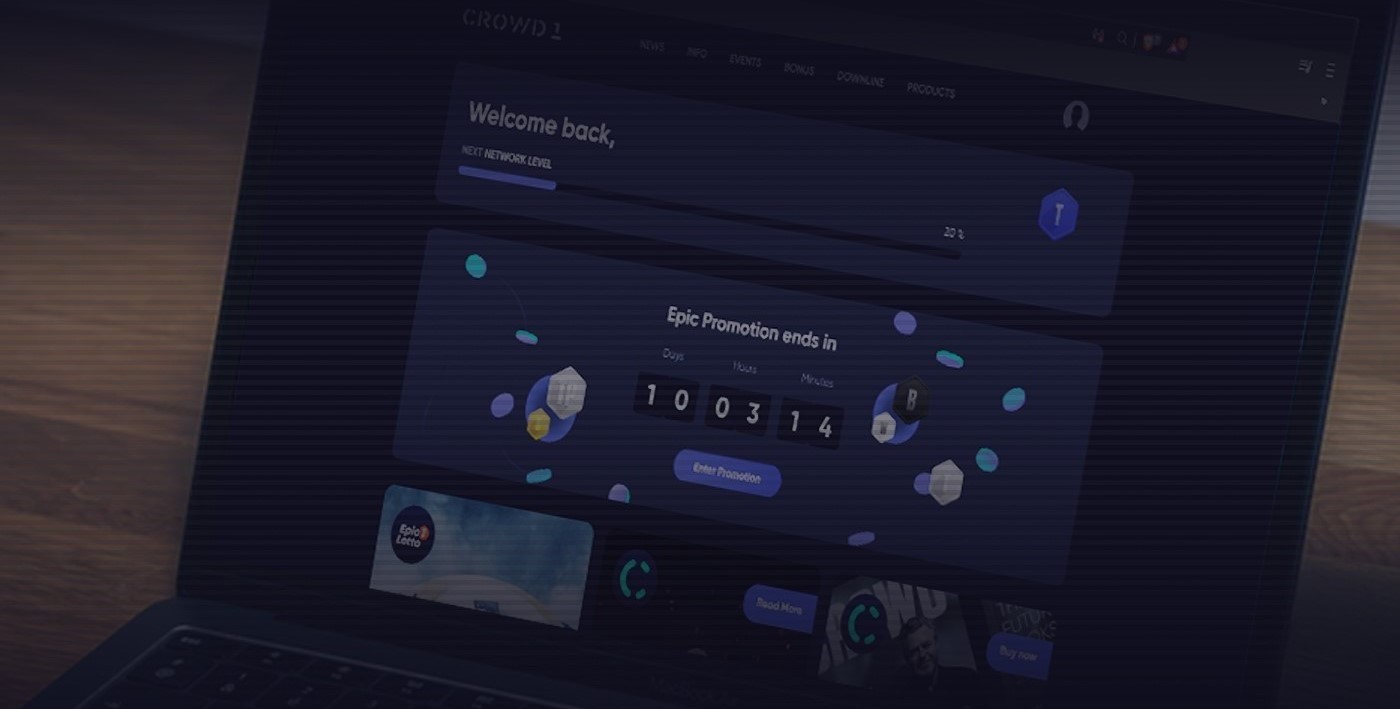 CROWD 1
NEWS INFO EVENTS BONUS DOWNLINE PRODUCTS
Welcome back,
NEXT NETWORK LEVEL
20 %
T
Epic Promotion ends in
Days Hours Minutes
1 0 0 3 1 4
B
Enter Promotion
Epic
Lotto
Read More
Buy now
esc